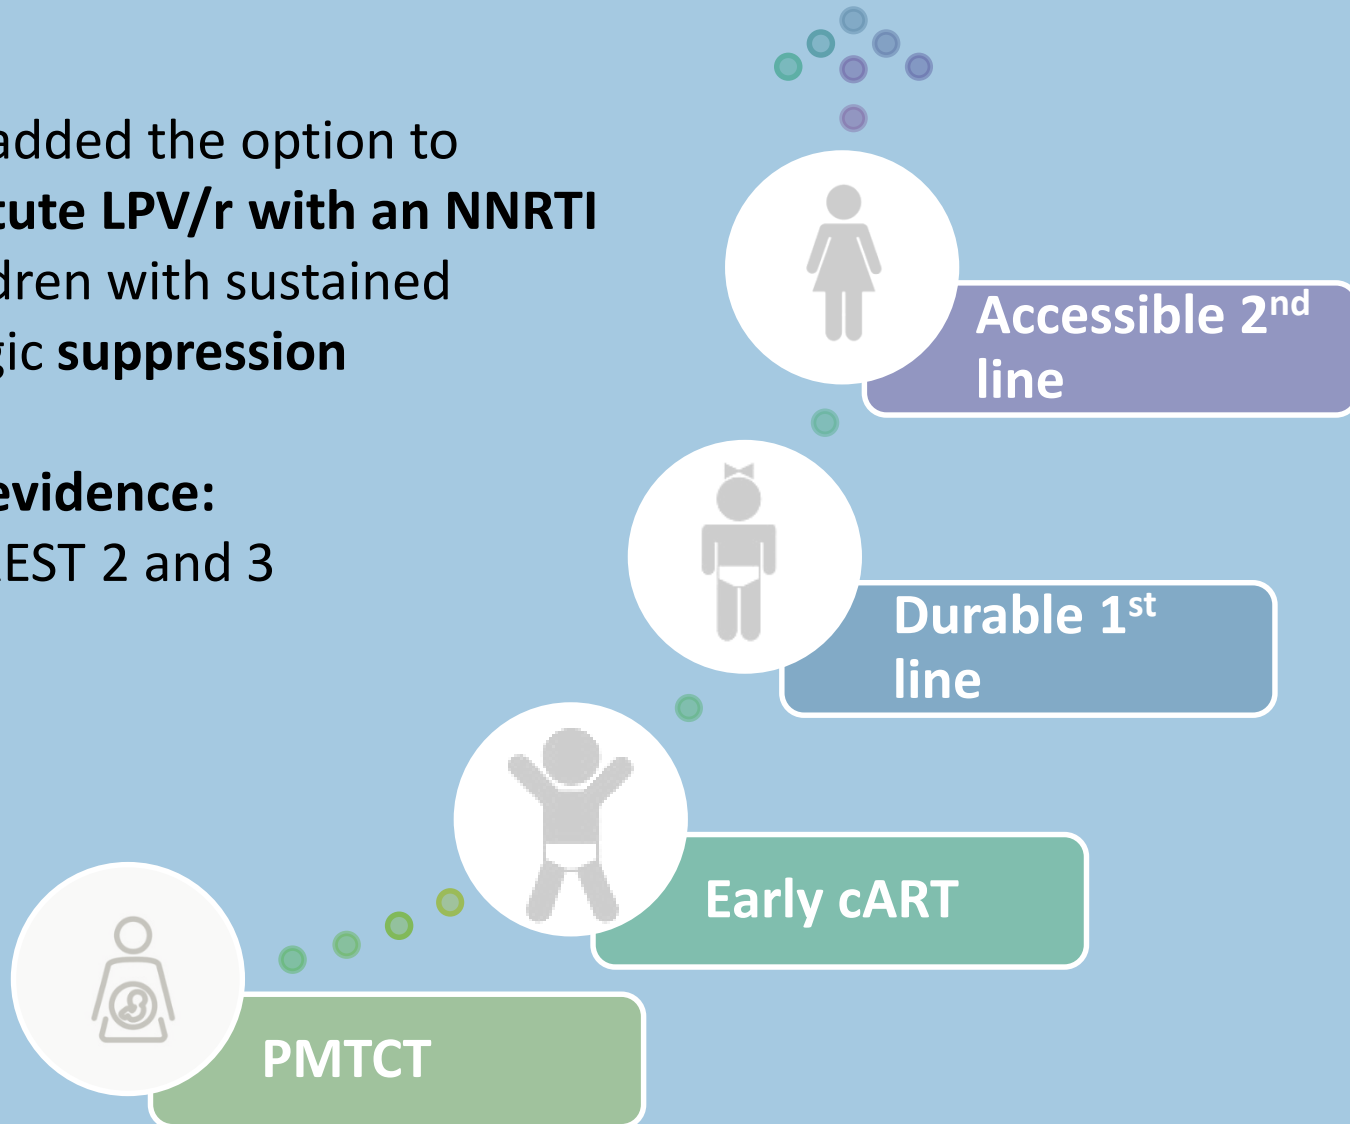 added the option to
tute LPV/r with an NNRTI
dren with sustained
gic suppression
evidence:
EST 2 and 3
Accessible 2nd
line
Durable 1st
line
Early cART
PMTCT